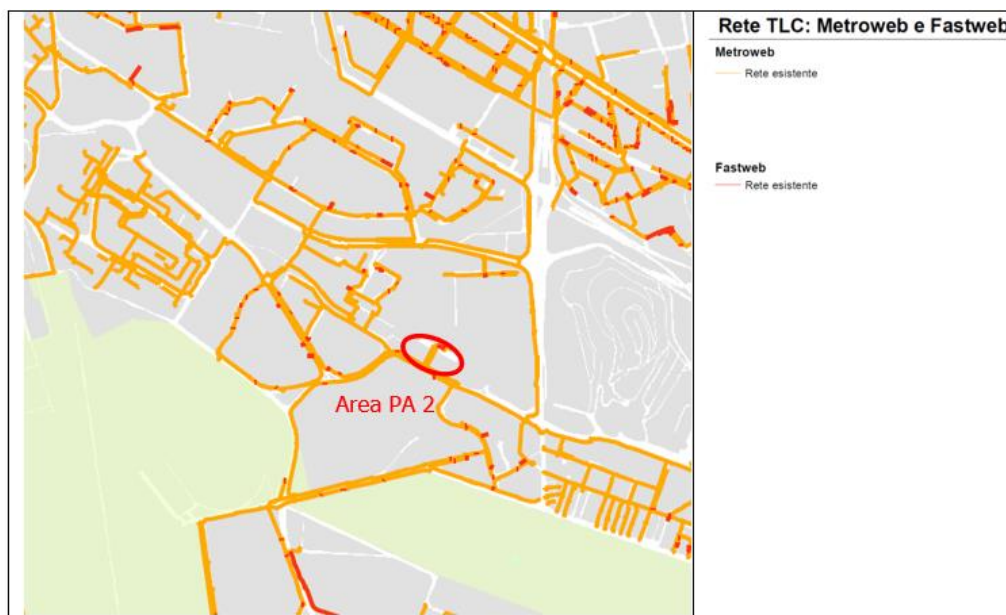 Rete TLC: Metroweb e Fastweb
Metroweb
Rete esistente
Fastweb
Rete esistente
Area PA 2